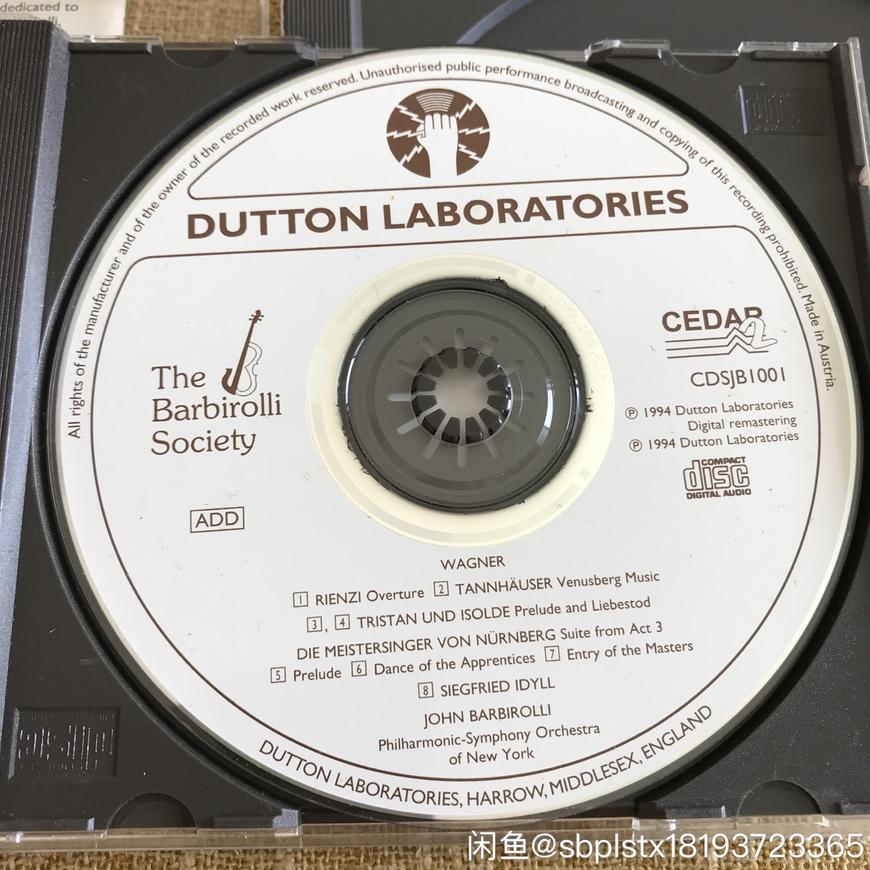 dedicated to
lli.
All rights of the manufacturer and of the owner of the recorded work reserved. Unauthorised public performance broadcasting and copying of this recording prohibited. Made in Austria.
DUTTON LABORATORIES
The
Barbirolli
Society
CEDAR
CDSJB1001
℗ 1994 Dutton Laboratories
Digital remastering
℗ 1994 Dutton Laboratories
COMPACT
disc
DIGITAL AUDIO
ADD
WAGNER
1 RIENZI Overture 2 TANNHÄUSER Venusberg Music
3, 4 TRISTAN UND ISOLDE Prelude and Liebestod
DIE MEISTERSINGER VON NÜRNBERG Suite from Act 3
5 Prelude 6 Dance of the Apprentices 7 Entry of the Masters
8 SIEGFRIED IDYLL
JOHN BARBIROLLI
Philharmonic-Symphony Orchestra
of New York
DUTTON LABORATORIES, HARROW, MIDDLESEX, ENGLAND
disc
闲鱼@sbplstx18193723365